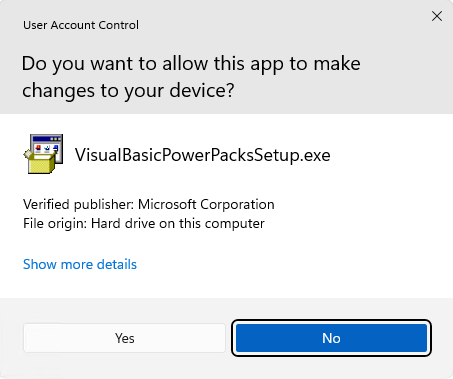 User Account Control
Do you want to allow this app to make
changes to your device?
VisualBasicPowerPacksSetup.exe
Verified publisher: Microsoft Corporation
File origin: Hard drive on this computer
Show more details
Yes
No